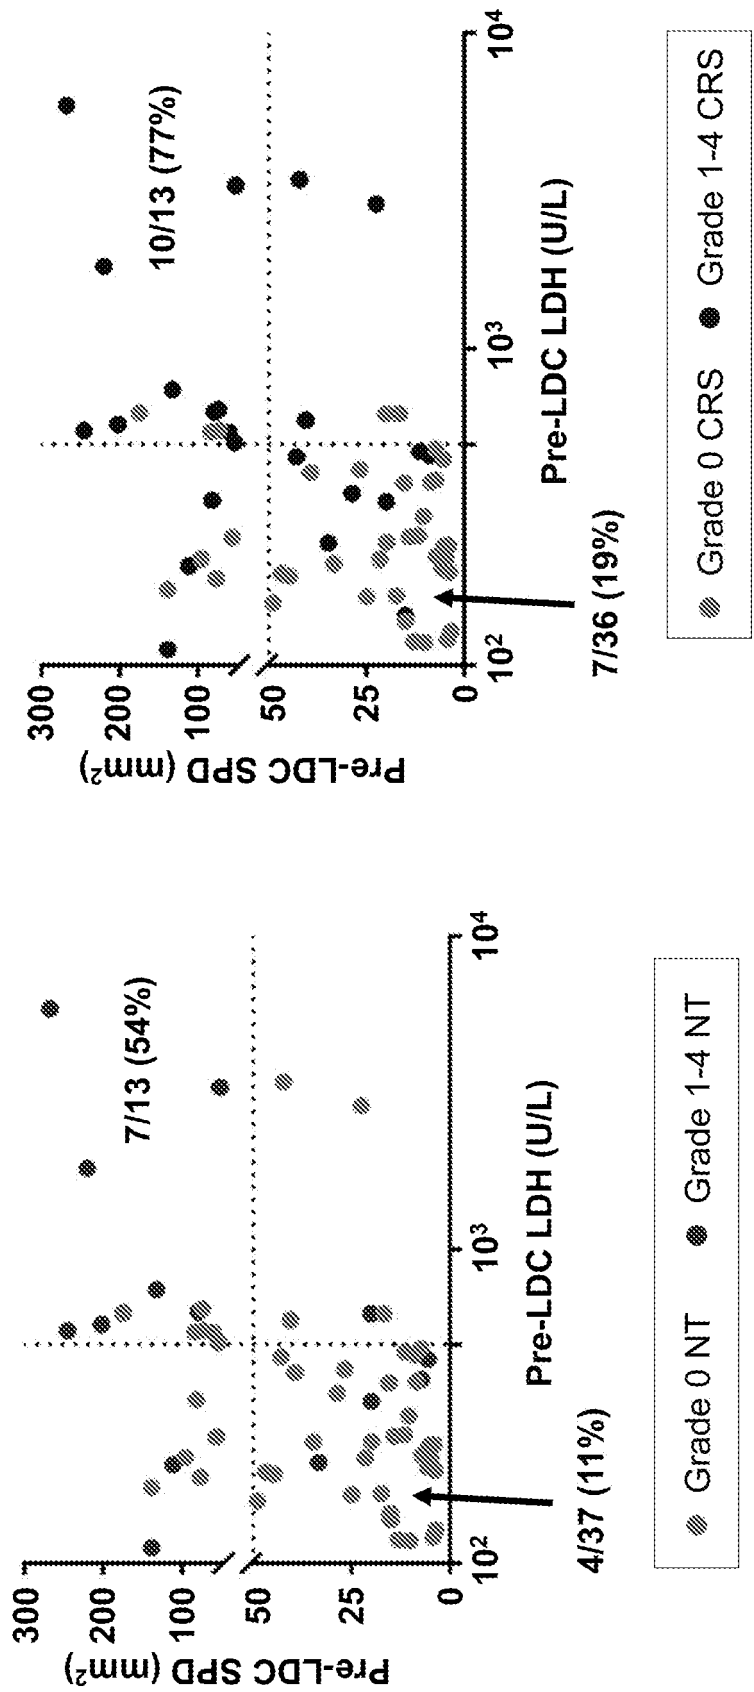 300
200
100
50
25
0
Pre-LDC SPD (mm²)
7/13 (54%)
10² 10³ 10⁴
Pre-LDC LDH (U/L)
4/37 (11%)
Grade 0 NT Grade 1-4 NT
300
200
100
50
25
0
Pre-LDC SPD (mm²)
10/13 (77%)
10² 10³ 10⁴
Pre-LDC LDH (U/L)
7/36 (19%)
Grade 0 CRS Grade 1-4 CRS